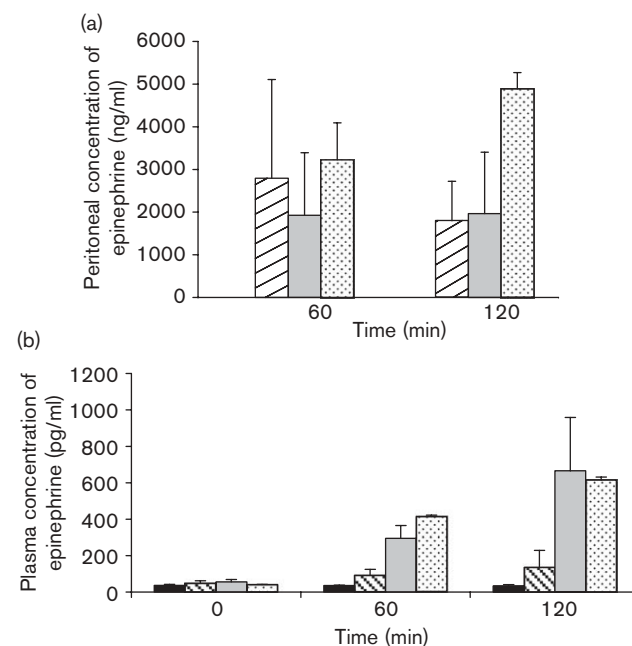 (a)
Peritoneal concentration of
epinephrine (ng/ml)
6000
5000
4000
3000
2000
1000
0
60
120
Time (min)
(b)
Plasma concentration of
epinephrine (pg/ml)
1200
1000
800
600
400
200
0
0
60
120
Time (min)